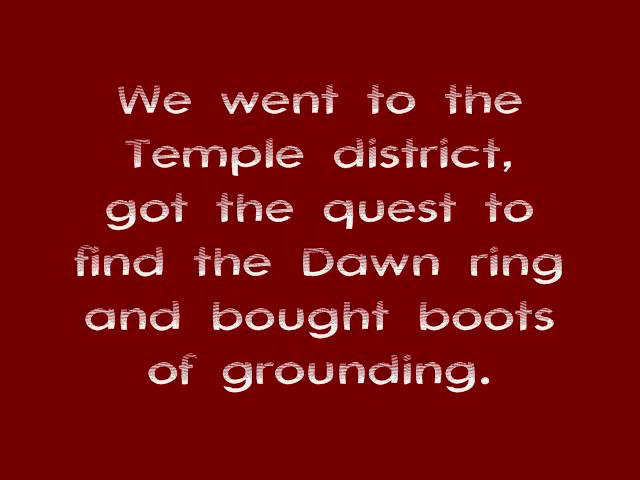 We went to the
Temple district,
got the quest to
find the Dawn ring
and bought boots
of grounding.